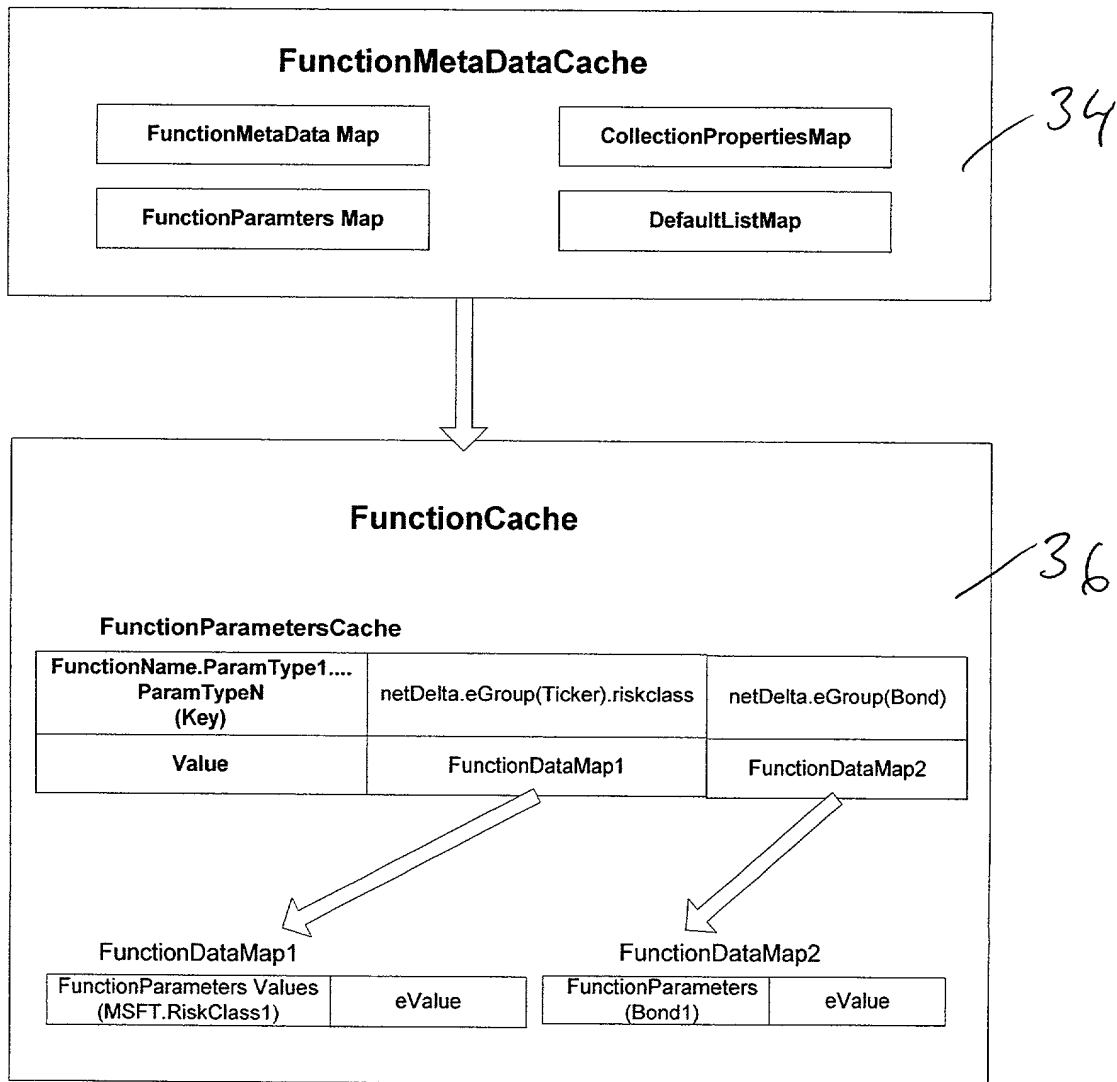 FunctionMetaDataCache
FunctionMetaData Map
CollectionPropertiesMap
34
FunctionParamters Map
DefaultListMap
FunctionCache
36
FunctionParametersCache
FunctionName.ParamType1....
ParamTypeN
(Key)
netDelta.eGroup(Ticker).riskclass
netDelta.eGroup(Bond)
Value
FunctionDataMap1
FunctionDataMap2
FunctionDataMap1
FunctionDataMap2
FunctionParameters Values
(MSFT.RiskClass1)
eValue
FunctionParameters
(Bond1)
eValue